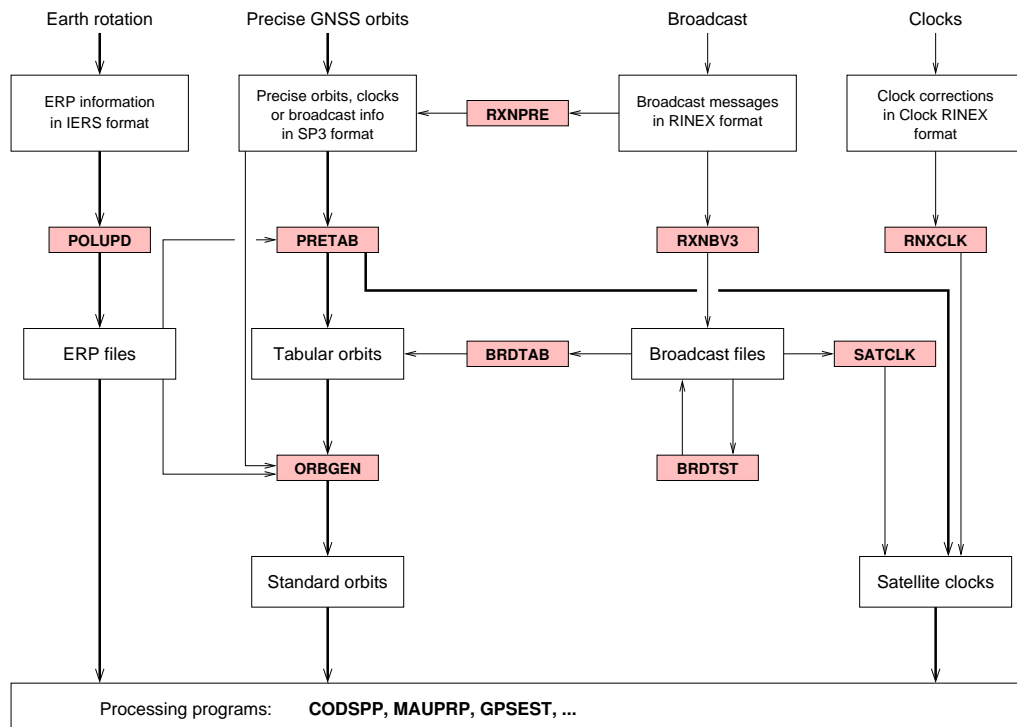 Earth rotation
Precise GNSS orbits
Broadcast
Clocks
ERP information
in IERS format
Precise orbits, clocks
or broadcast info
in SP3 format
RXNPRE
Broadcast messages
in RINEX format
Clock corrections
in Clock RINEX
format
POLUPD
PRETAB
RXNBV3
RNXCLK
ERP files
Tabular orbits
BRDTAB
Broadcast files
SATCLK
ORBGEN
BRDTST
Standard orbits
Satellite clocks
Processing programs: CODSPP, MAUPRP, GPSEST, ...